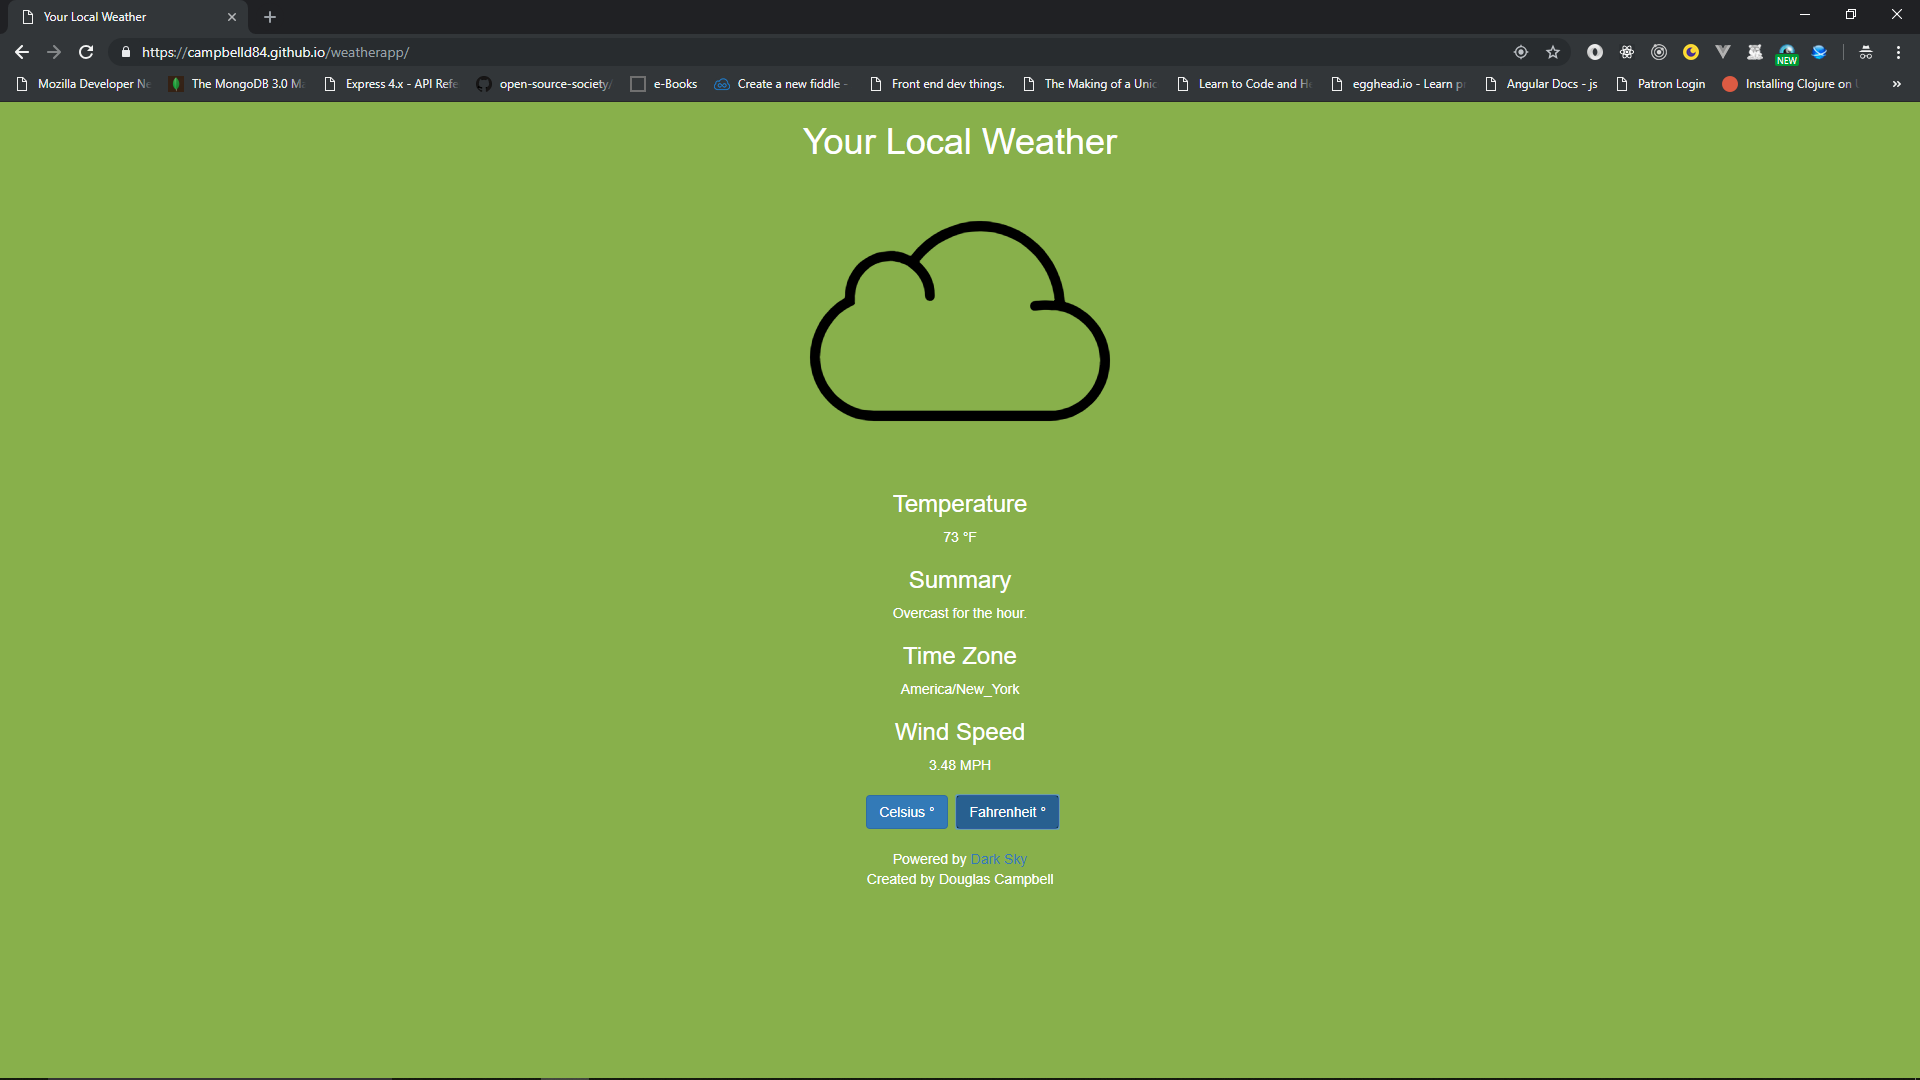 Your Local Weather
https://campbelld84.github.io/weatherapp/
NEW
Mozilla Developer Ne
The MongoDB 3.0 Ma
Express 4.x - API Refe
open-source-society/
e-Books
Create a new fiddle -
Front end dev things.
The Making of a Unic
Learn to Code and He
egghead.io - Learn pr
Angular Docs - js
Patron Login
Installing Clojure on
»
Your Local Weather
Temperature
73 °F
Summary
Overcast for the hour.
Time Zone
America/New_York
Wind Speed
3.48 MPH
Celsius °
Fahrenheit °
Powered by Dark Sky
Created by Douglas Campbell